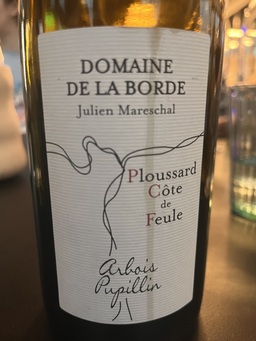 DOMAINE
DE LA BORDE
Julien Mareschal
Ploussard
Côte
de
Feule
Arbois
Pupillin